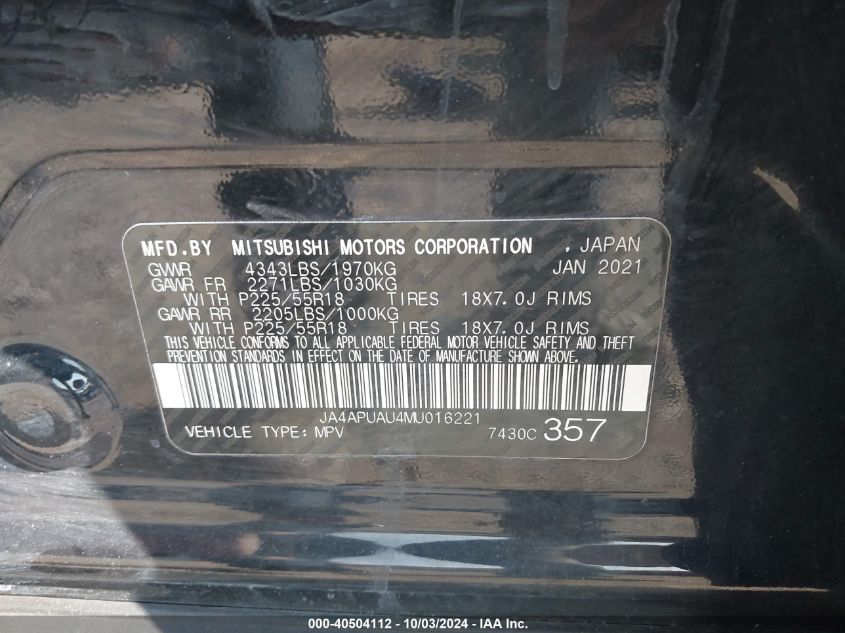 MFD.BY MITSUBISHI MOTORS CORPORATION , JAPAN
GVWR 4343LBS/1970KG JAN 2021
GAWR FR 2271LBS/1030KG
WITH P225/55R18 TIRES 18X7.0J RIMS
GAWR RR 2205LBS/1000KG
WITH P225/55R18 TIRES 18X7.0J RIMS
THIS VEHICLE CONFORMS TO ALL APPLICABLE FEDERAL MOTOR VEHICLE SAFETY AND THEFT
PREVENTION STANDARDS IN EFFECT ON THE DATE OF MANUFACTURE SHOWN ABOVE.
JA4APUAU4MU016221
VEHICLE TYPE: MPV 7430C 357
000-40504112 - 10/03/2024 - IAA Inc.